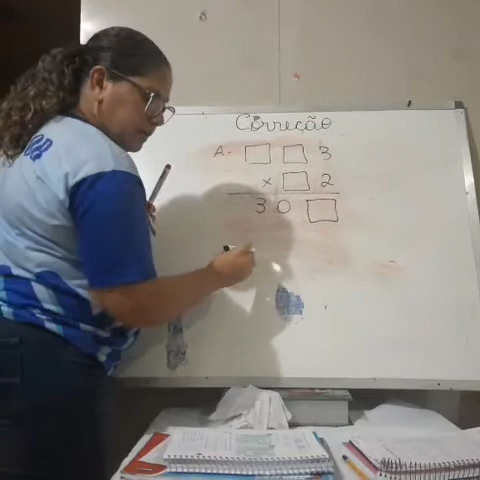 Correção
A- □ □ 3
× □ 2
3 0 □